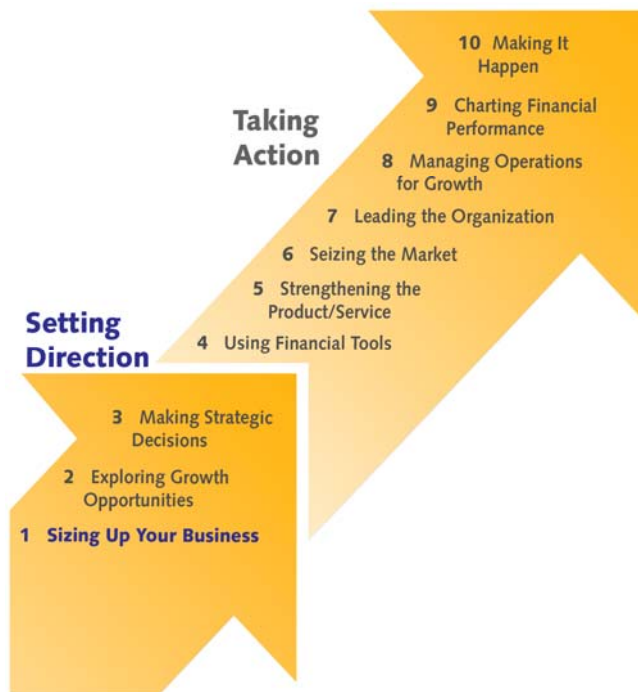 10 Making It
Happen
9 Charting Financial
Performance
Taking
Action
8 Managing Operations
for Growth
7 Leading the Organization
6 Seizing the Market
5 Strengthening the
Product/Service
4 Using Financial Tools
Setting
Direction
3 Making Strategic
Decisions
2 Exploring Growth
Opportunities
1 Sizing Up Your Business